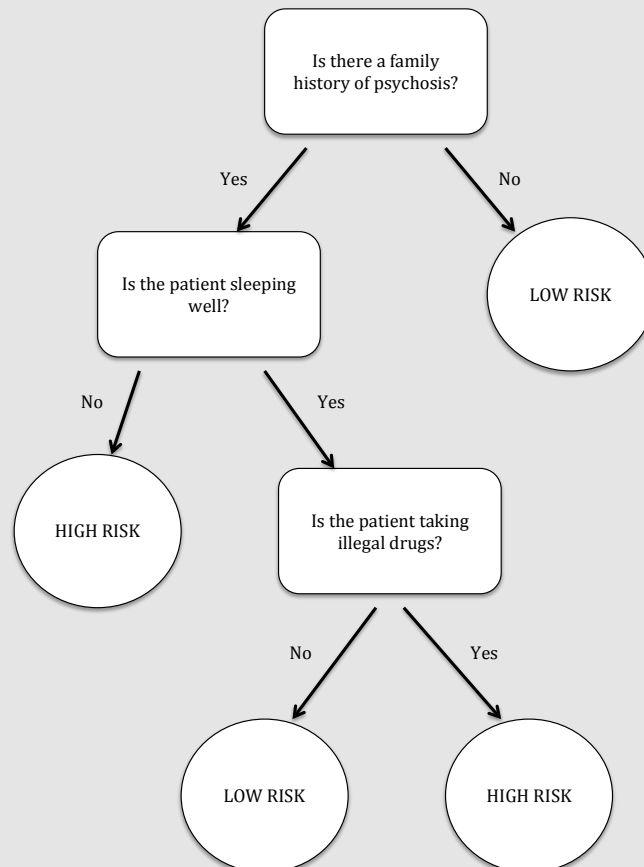 Is there a family
history of psychosis?
Yes
No
Is the patient sleeping
well?
LOW RISK
No
Yes
HIGH RISK
Is the patient taking
illegal drugs?
No
Yes
LOW RISK
HIGH RISK